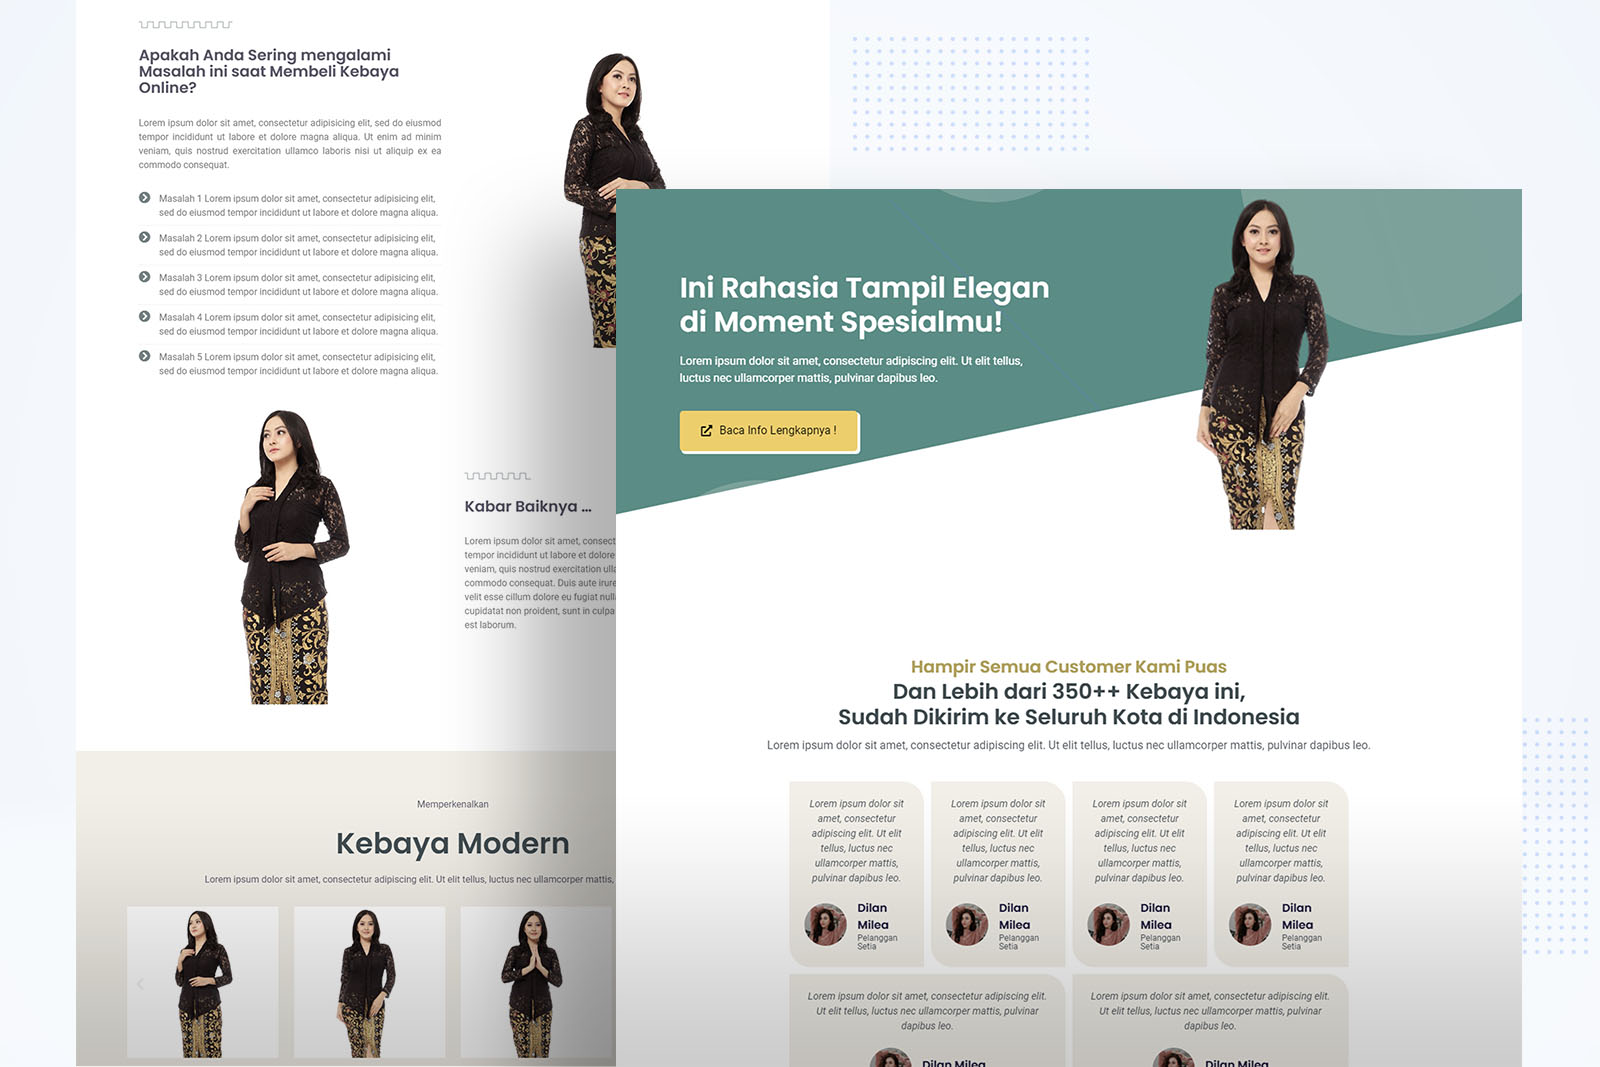 Apakah Anda Sering mengalami
Masalah ini saat Membeli Kebaya
Online?
Lorem ipsum dolor sit amet, consectetur adipisicing elit, sed do eiusmod
tempor incididunt ut labore et dolore magna aliqua. Ut enim ad minim
veniam, quis nostrud exercitation ullamco laboris nisi ut aliquip ex ea
commodo consequat.
Masalah 1 Lorem ipsum dolor sit amet, consectetur adipisicing elit,
sed do eiusmod tempor incididunt ut labore et dolore magna aliqua.
Masalah 2 Lorem ipsum dolor sit amet, consectetur adipisicing elit,
sed do eiusmod tempor incididunt ut labore et dolore magna aliqua.
Masalah 3 Lorem ipsum dolor sit amet, consectetur adipisicing elit,
sed do eiusmod tempor incididunt ut labore et dolore magna aliqua.
Masalah 4 Lorem ipsum dolor sit amet, consectetur adipisicing elit,
sed do eiusmod tempor incididunt ut labore et dolore magna aliqua.
Masalah 5 Lorem ipsum dolor sit amet, consectetur adipisicing elit,
sed do eiusmod tempor incididunt ut labore et dolore magna aliqua.
Kabar Baiknya ...
Lorem ipsum dolor sit amet, consect
tempor incididunt ut labore et dolore
veniam, quis nostrud exercitation ull
commodo consequat. Duis aute irure
velit esse cillum dolore eu fugiat null
cupidatat non proident, sunt in culpa
est laborum.
Memperkenalkan
Kebaya Modern
Lorem ipsum dolor sit amet, consectetur adipiscing elit. Ut elit tellus, luctus nec ullamcorper mattis,
Ini Rahasia Tampil Elegan
di Moment Spesialmu!
Lorem ipsum dolor sit amet, consectetur adipiscing elit. Ut elit tellus,
luctus nec ullamcorper mattis, pulvinar dapibus leo.
Baca Info Lengkapnya !
Hampir Semua Customer Kami Puas
Dan Lebih dari 350++ Kebaya ini,
Sudah Dikirim ke Seluruh Kota di Indonesia
Lorem ipsum dolor sit amet, consectetur adipiscing elit. Ut elit tellus, luctus nec ullamcorper mattis, pulvinar dapibus leo.
Lorem ipsum dolor sit
amet, consectetur
adipiscing elit. Ut elit
tellus, luctus nec
ullamcorper mattis,
pulvinar dapibus leo.
Dilan
Milea
Pelanggan
Setia
Lorem ipsum dolor sit
amet, consectetur
adipiscing elit. Ut elit
tellus, luctus nec
ullamcorper mattis,
pulvinar dapibus leo.
Dilan
Milea
Pelanggan
Setia
Lorem ipsum dolor sit
amet, consectetur
adipiscing elit. Ut elit
tellus, luctus nec
ullamcorper mattis,
pulvinar dapibus leo.
Dilan
Milea
Pelanggan
Setia
Lorem ipsum dolor sit
amet, consectetur
adipiscing elit. Ut elit
tellus, luctus nec
ullamcorper mattis,
pulvinar dapibus leo.
Dilan
Milea
Pelanggan
Setia
Lorem ipsum dolor sit amet, consectetur adipiscing elit.
Ut elit tellus, luctus nec ullamcorper mattis, pulvinar
dapibus leo.
Dilan Milea
Lorem ipsum dolor sit amet, consectetur adipiscing elit.
Ut elit tellus, luctus nec ullamcorper mattis, pulvinar
dapibus leo.
Dilan Milea